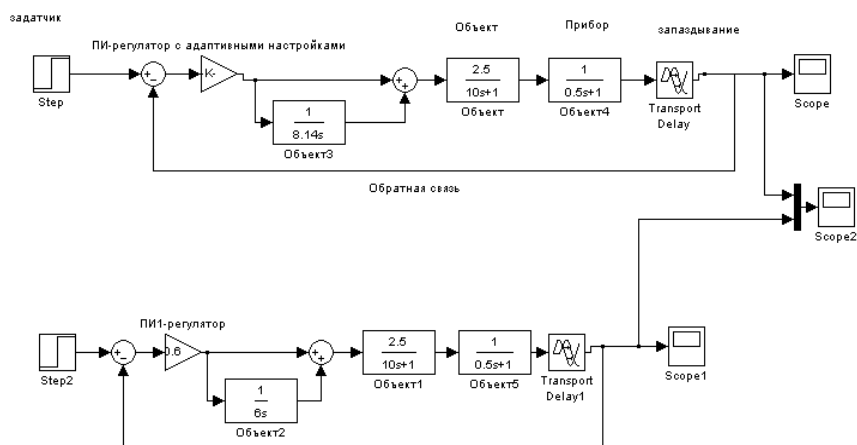 задатчик
ПИ-регулятор с адаптивными настройками
Объект
Прибор
запаздывание
Step
K-
2.5
10s+1
Объект
1
0.5s+1
Объект4
Transport
Delay
Scope
1
8.14s
Объект3
Обратная связь
Scope2
ПИ1-регулятор
Step2
0.6
2.5
10s+1
Объект1
1
0.5s+1
Объект5
Transport
Delay1
Scope1
1
6s
Объект2